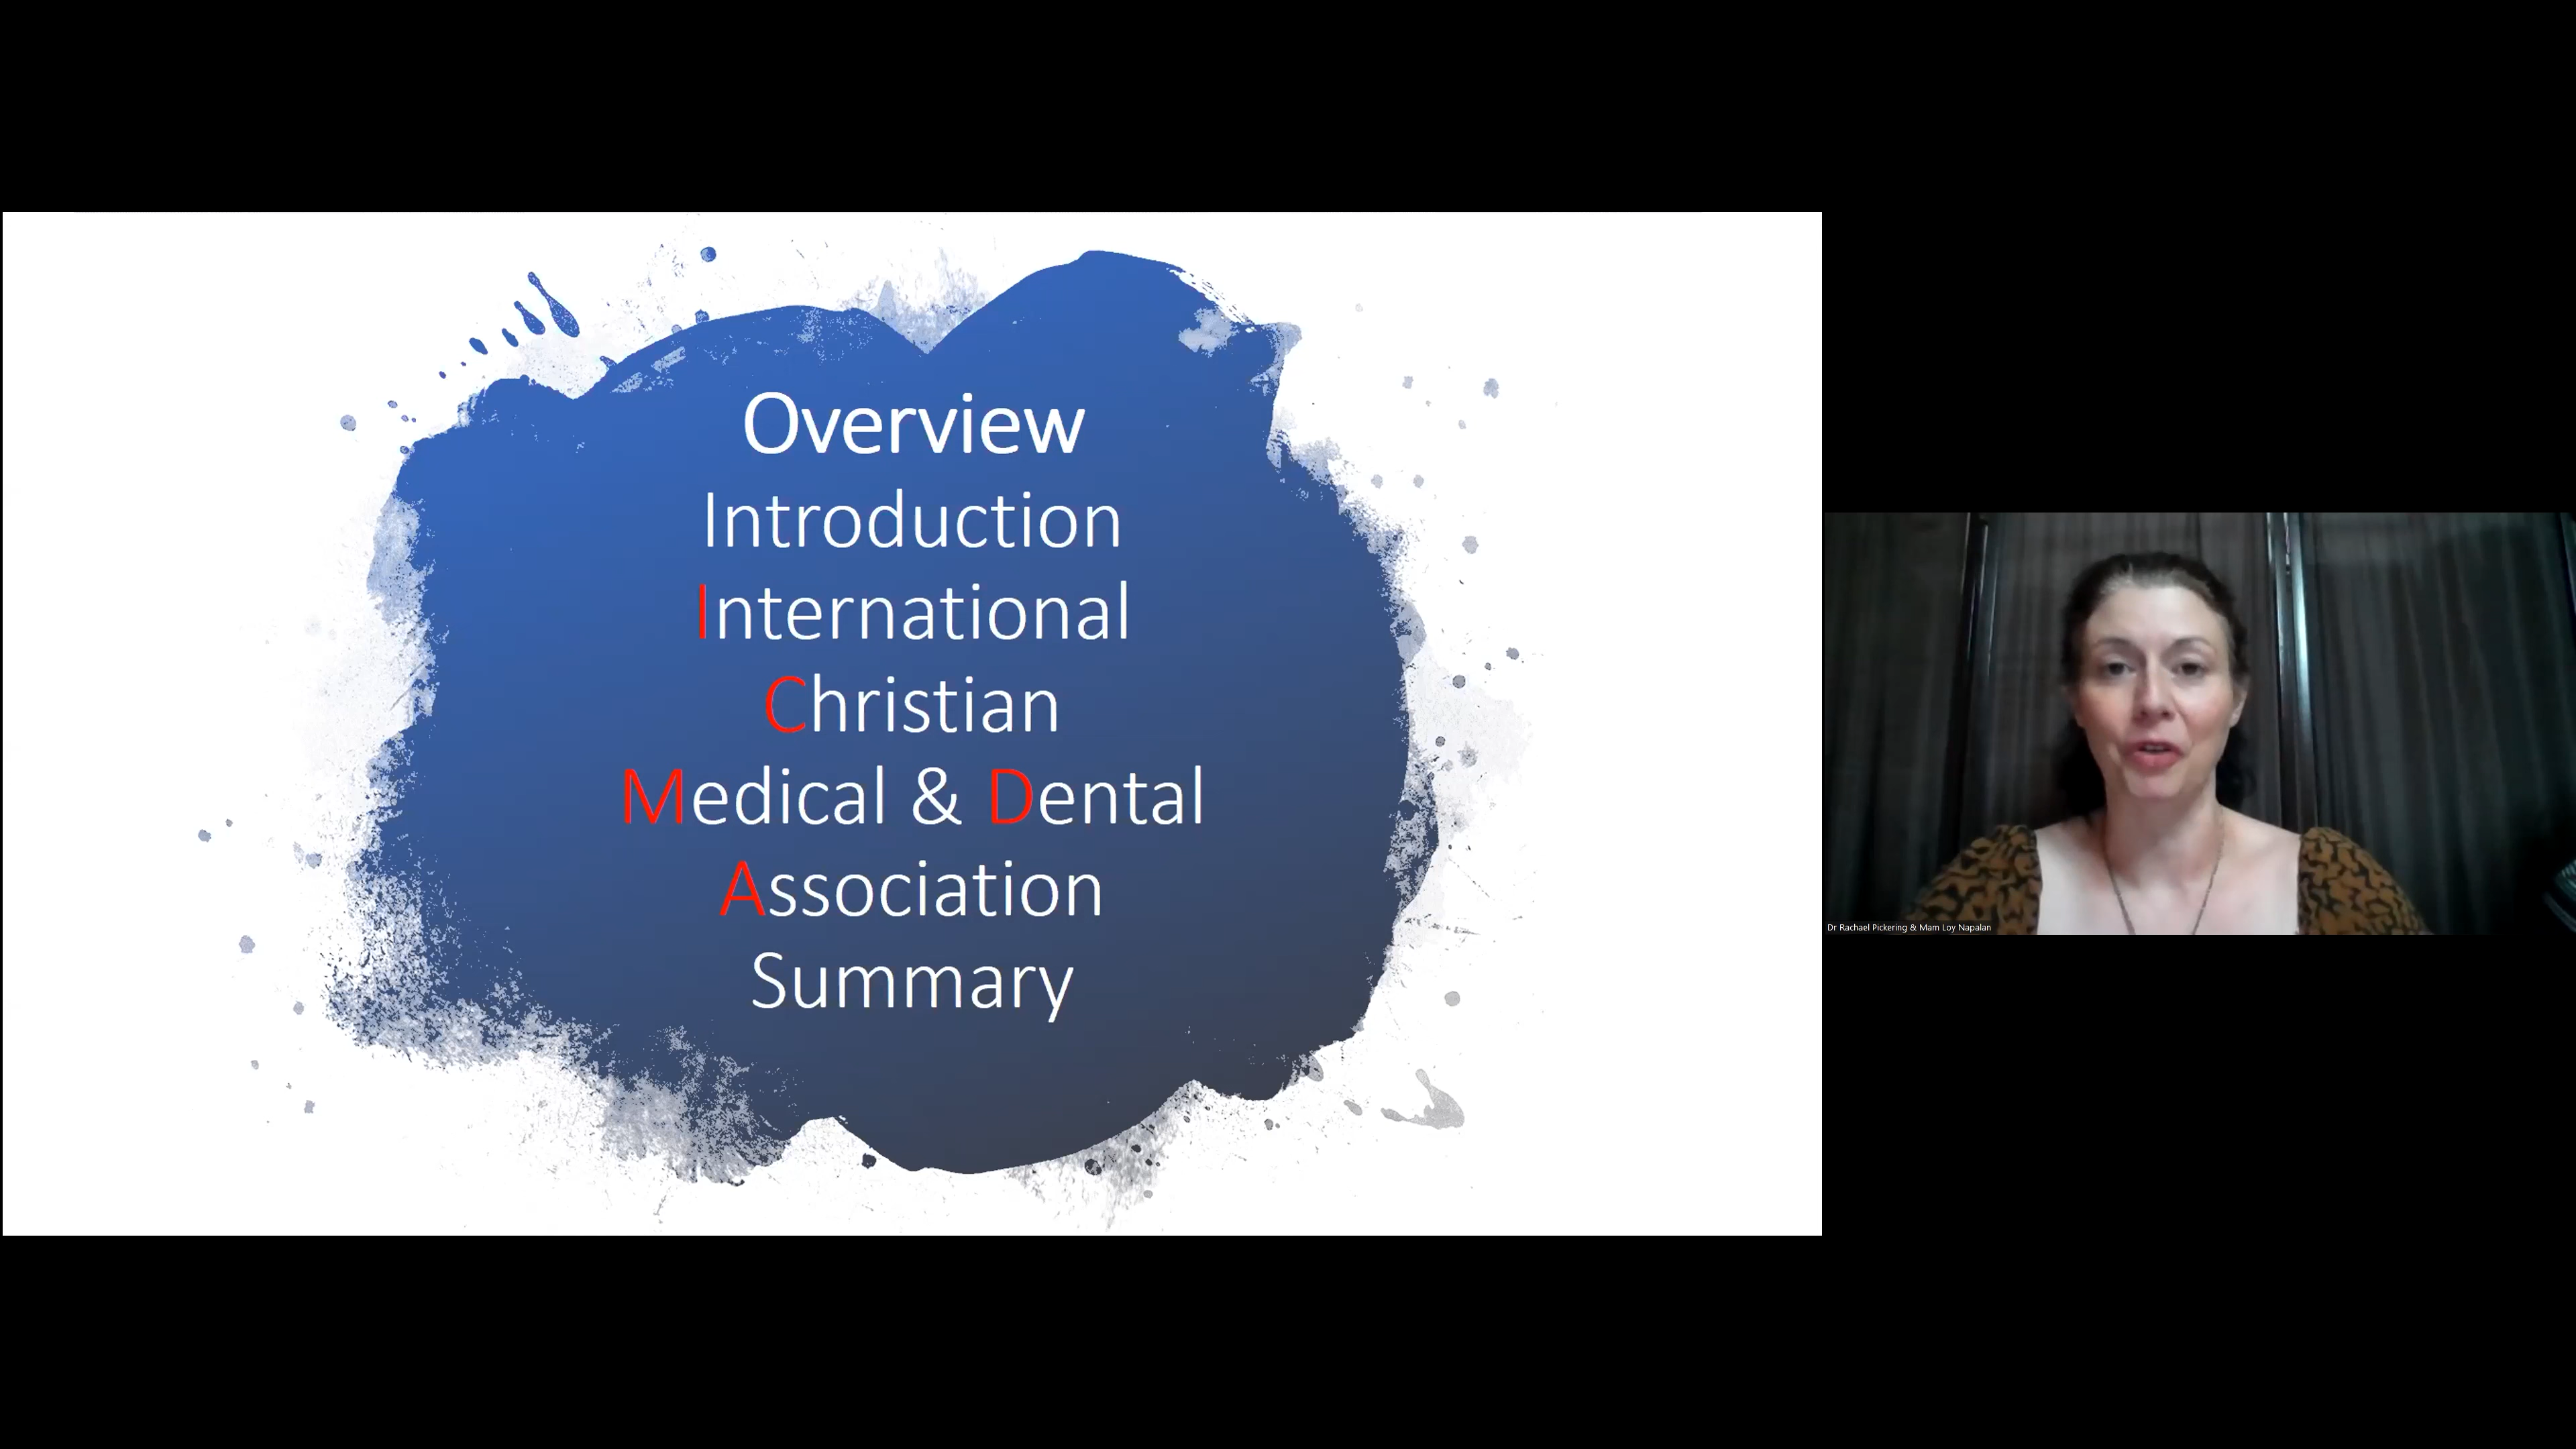 Overview
Introduction
International
Christian
Medical & Dental
Association
Summary
Dr Rachael Pickering & Mam Loy Napalan